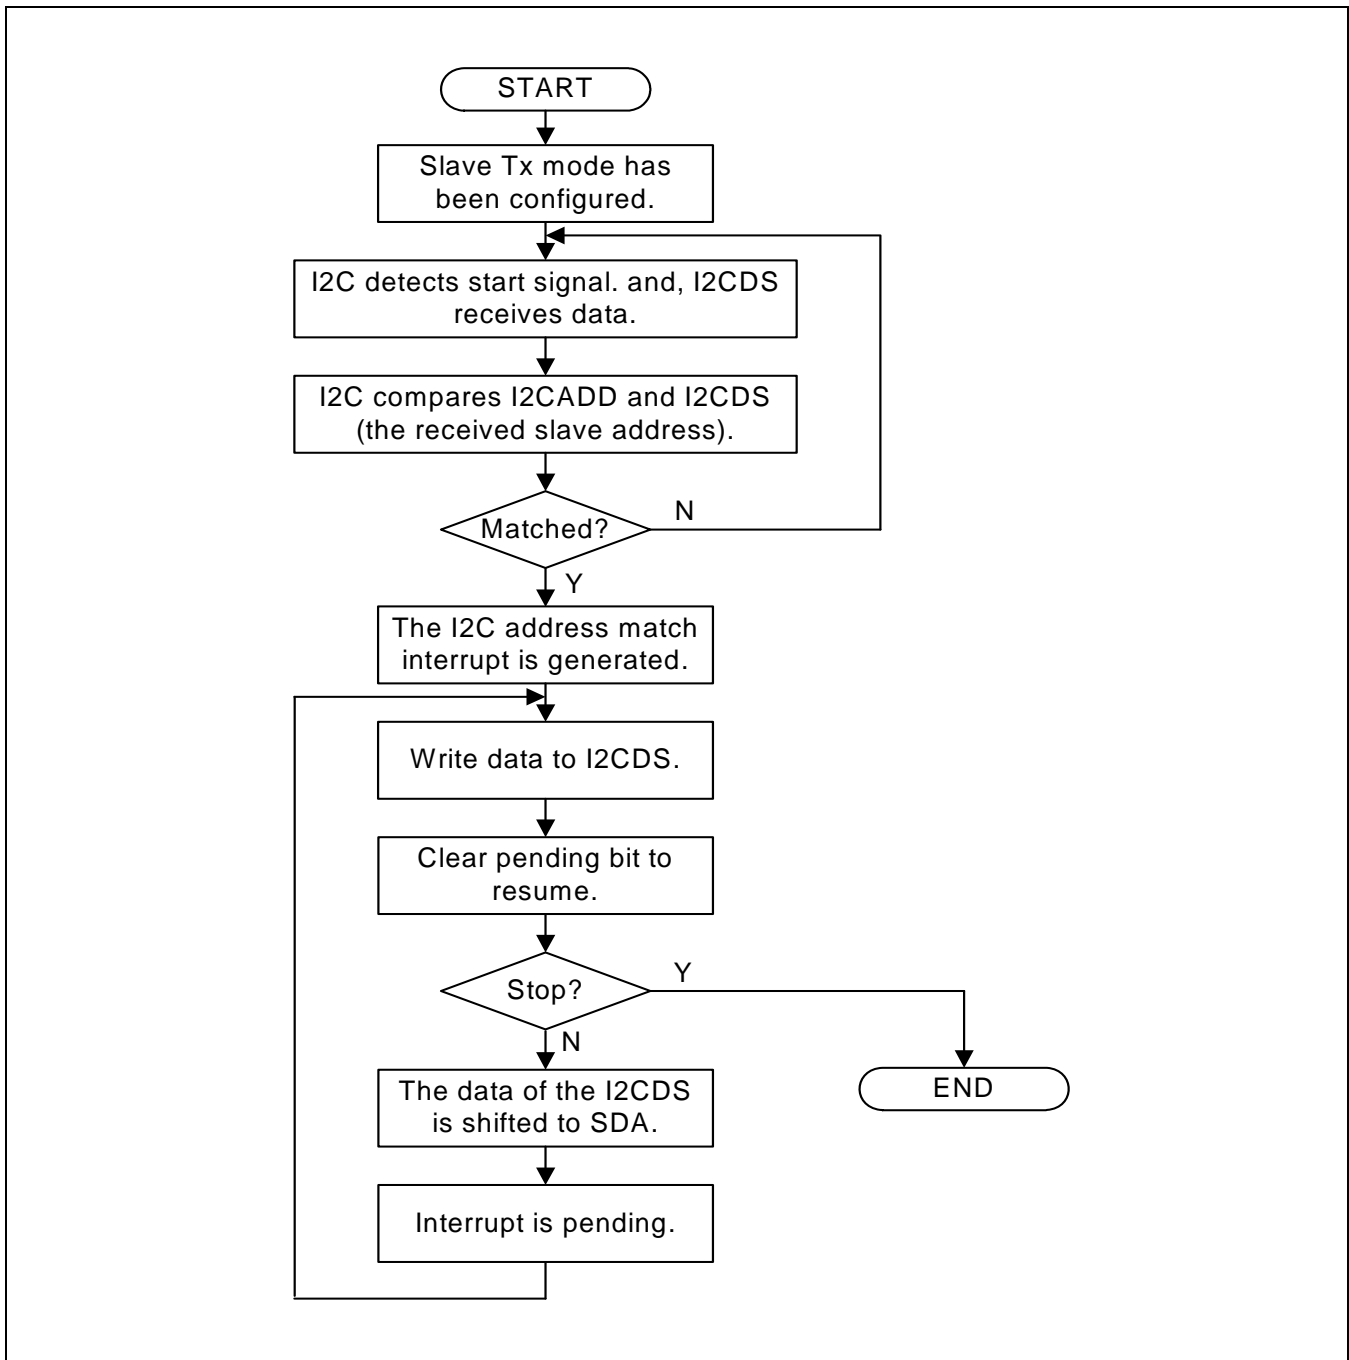 START
Slave Tx mode has
been configured.
I2C detects start signal. and, I2CDS
receives data.
I2C compares I2CADD and I2CDS
(the received slave address).
Matched?
N
Y
The I2C address match
interrupt is generated.
Write data to I2CDS.
Clear pending bit to
resume.
Stop?
Y
N
The data of the I2CDS
is shifted to SDA.
END
Interrupt is pending.